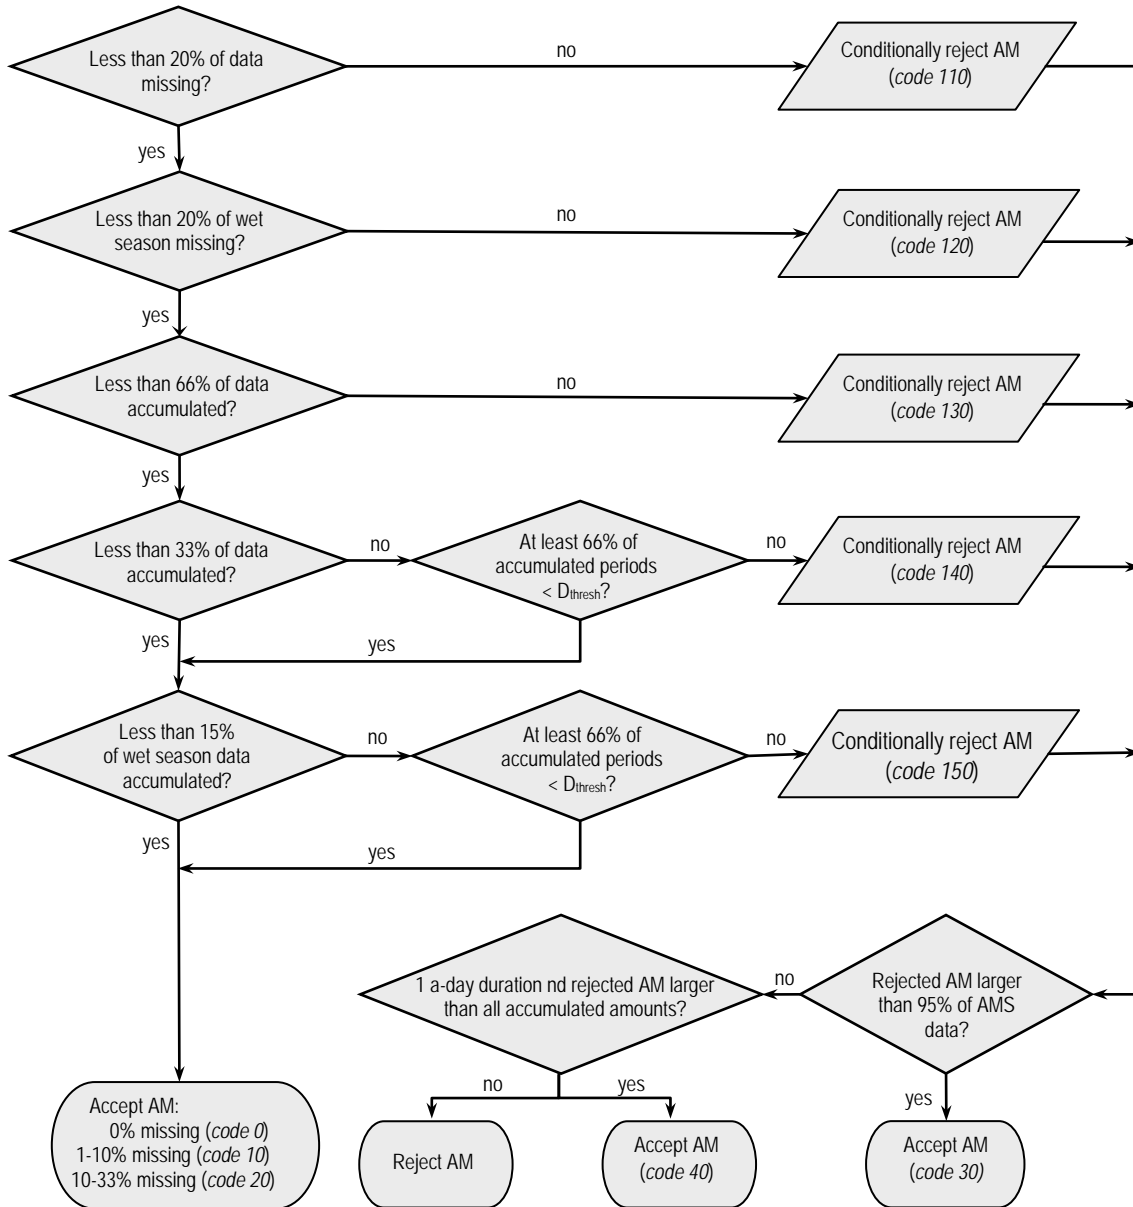 Less than 20% of data
missing?
no
Conditionally reject AM
(code 110)
yes
Less than 20% of wet
season missing?
no
Conditionally reject AM
(code 120)
yes
Less than 66% of data
accumulated?
no
Conditionally reject AM
(code 130)
yes
Less than 33% of data
accumulated?
no
At least 66% of
accumulated periods
< Dthresh?
no
Conditionally reject AM
(code 140)
yes
yes
Less than 15%
of wet season data
accumulated?
no
At least 66% of
accumulated periods
< Dthresh?
no
Conditionally reject AM
(code 150)
yes
yes
1 a-day duration nd rejected AM larger
than all accumulated amounts?
no
Rejected AM larger
than 95% of AMS
data?
no
yes
yes
Accept AM:
0% missing (code 0)
1-10% missing (code 10)
10-33% missing (code 20)
Reject AM
Accept AM
(code 40)
Accept AM
(code 30)